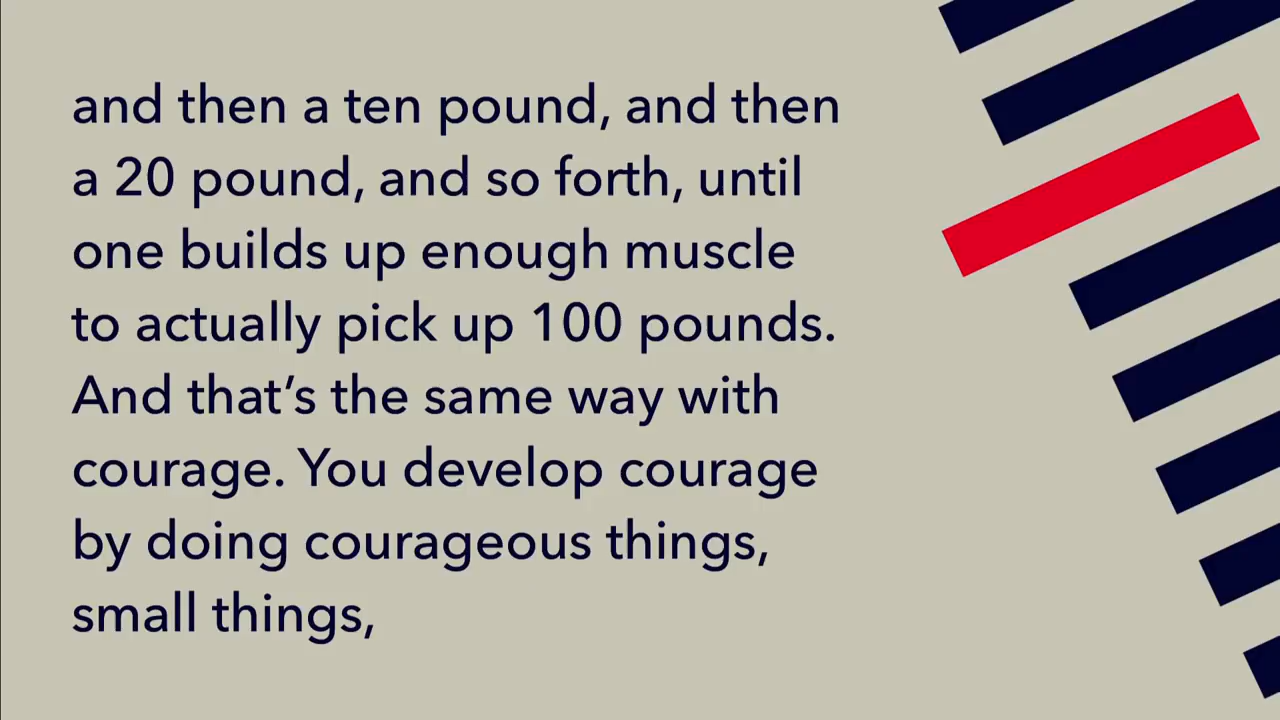 and then a ten pound, and then
a 20 pound, and so forth, until
one builds up enough muscle
to actually pick up 100 pounds.
And that’s the same way with
courage. You develop courage
by doing courageous things,
small things,